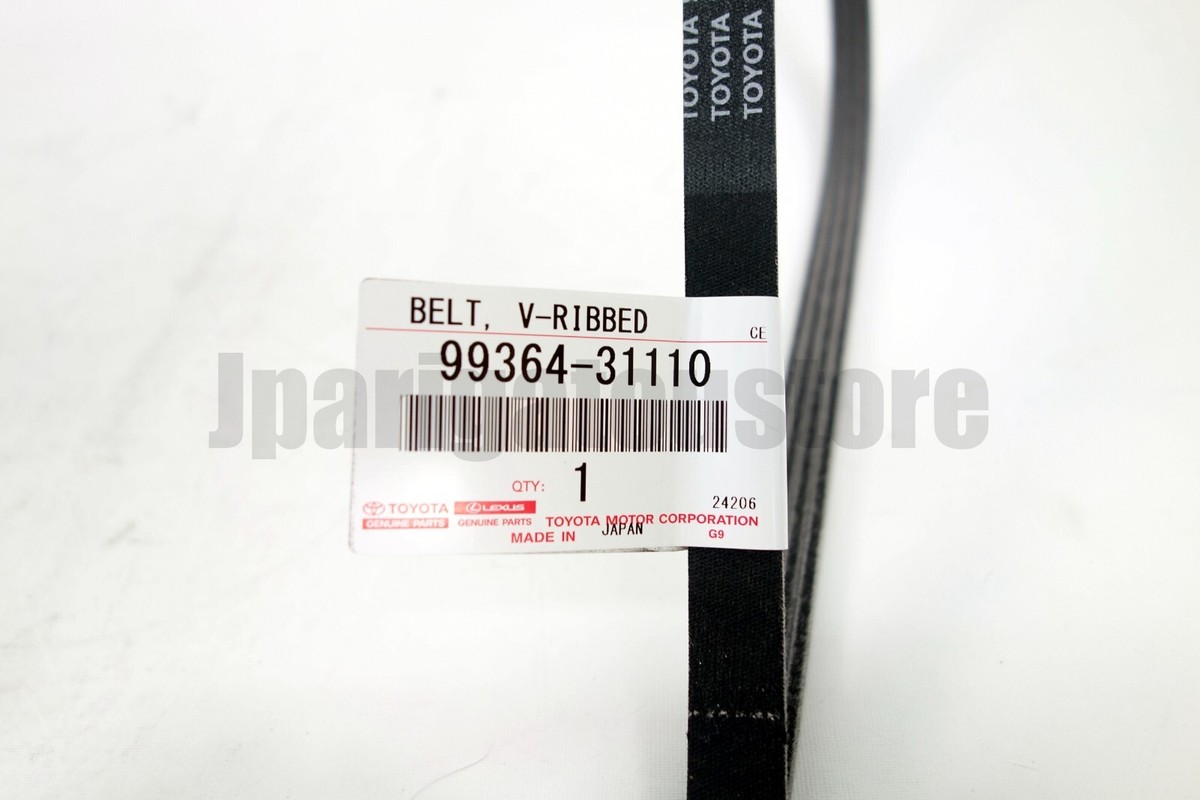 TOYOTA
TOYOTA
TOYOTA
BELT, V-RIBBED
CE
99364-31110
Jparigatoustore
QTY: 1
24206
TOYOTA LEXUS
GENUINE PARTS GENUINE PARTS TOYOTA MOTOR CORPORATION
MADE IN JAPAN G9